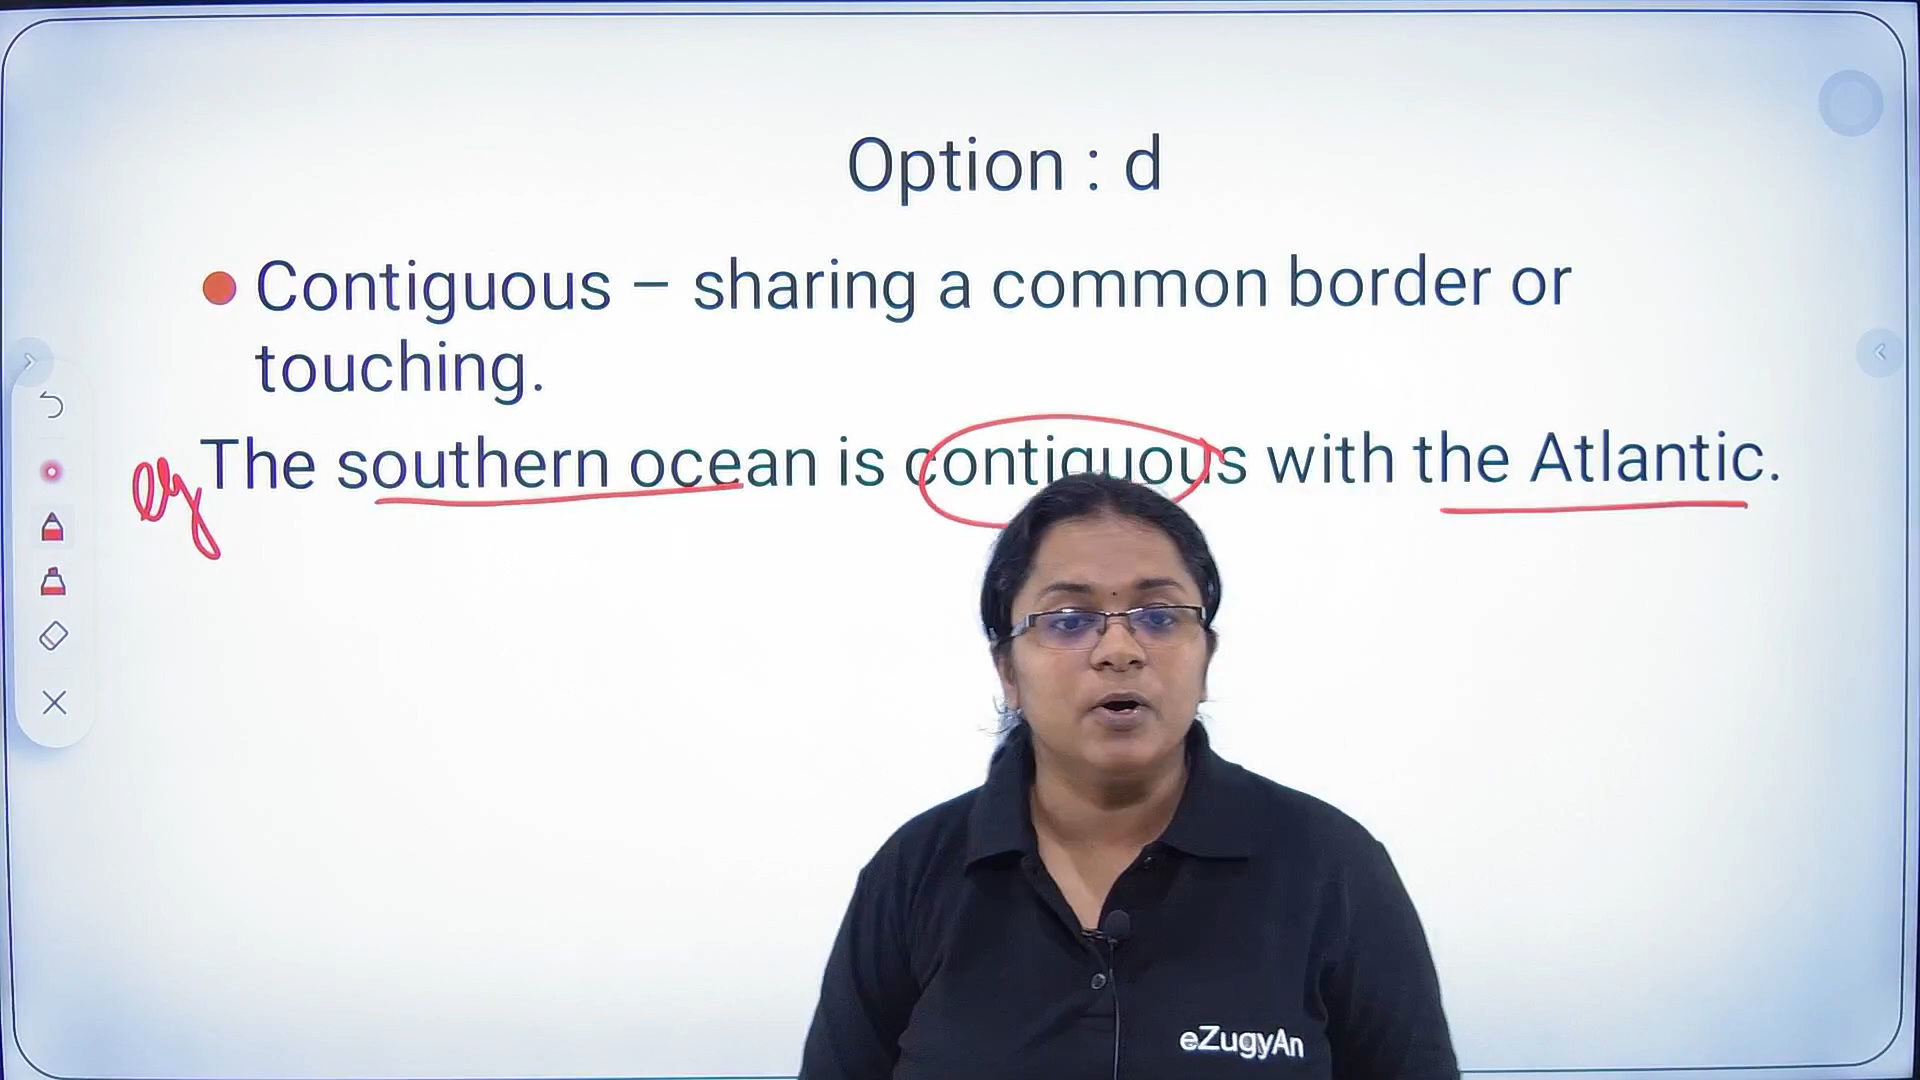 Option : d
Contiguous – sharing a common border or
touching.
eg The southern ocean is contiguous with the Atlantic.
eZugyAn